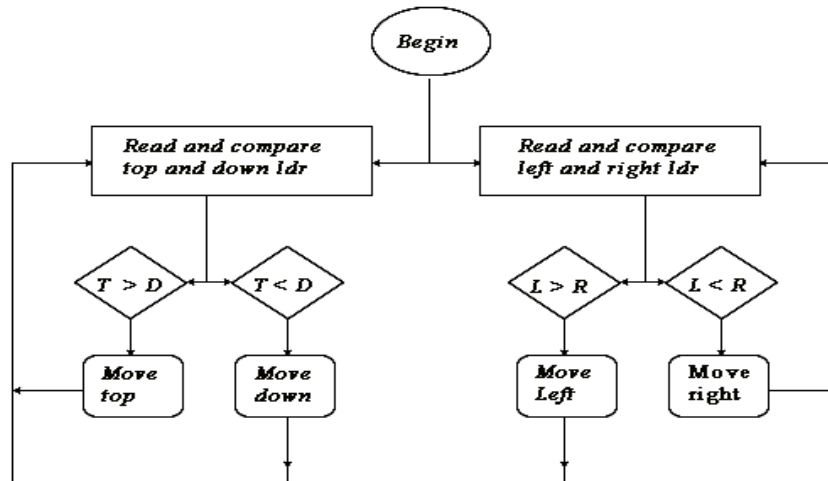 Begin
Read and compare
top and down ldr
Read and compare
left and right ldr
T > D
T < D
L > R
L < R
Move
top
Move
down
Move
Left
Move
right